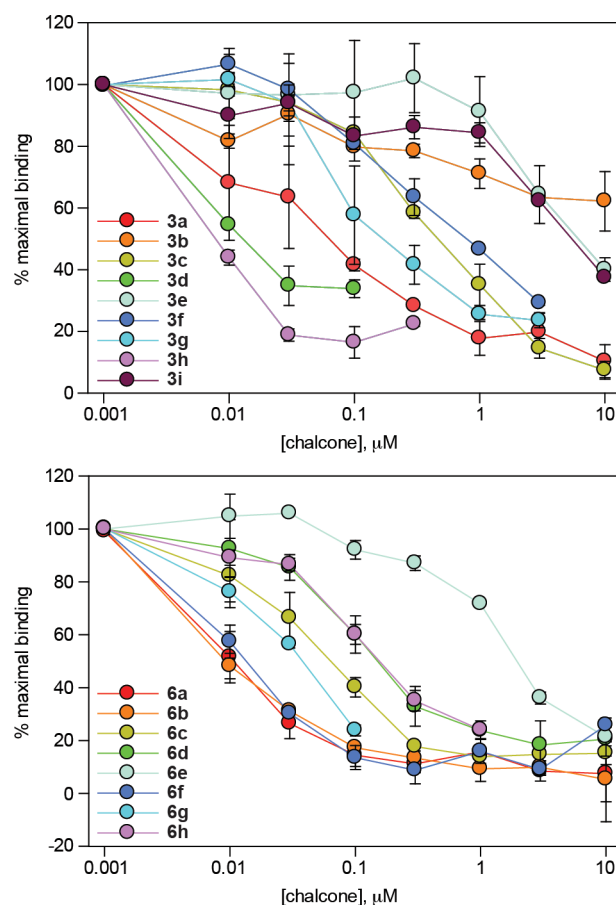 120
100
80
60
40
20
0
% maximal binding
3a
3b
3c
3d
3e
3f
3g
3h
3i
0.001 0.01 0.1 1 10
[chalcone], μM
120
100
80
60
40
20
0
-20
% maximal binding
6a
6b
6c
6d
6e
6f
6g
6h
0.001 0.01 0.1 1 10
[chalcone], μM